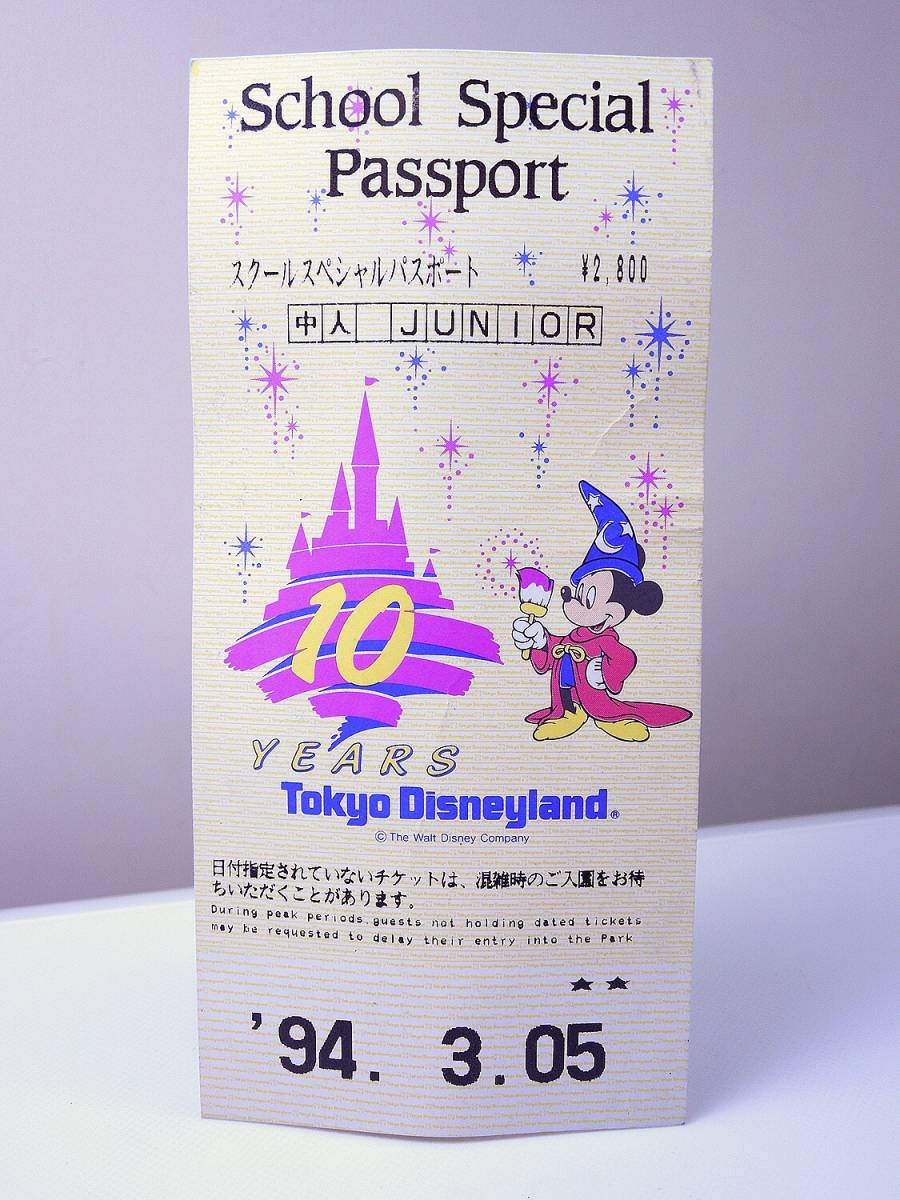 School Special
Passport
スクールスペシャルパスポート ¥2,800
中人 JUNIOR
10
YEARS
Tokyo Disneyland®
© The Walt Disney Company
日付指定されていないチケットは、混雑時のご入園をお待
ちいただくことがあります。
During peak periods, guests not holding dated tickets
may be requested to delay their entry into the Park
★★
'94. 3.05